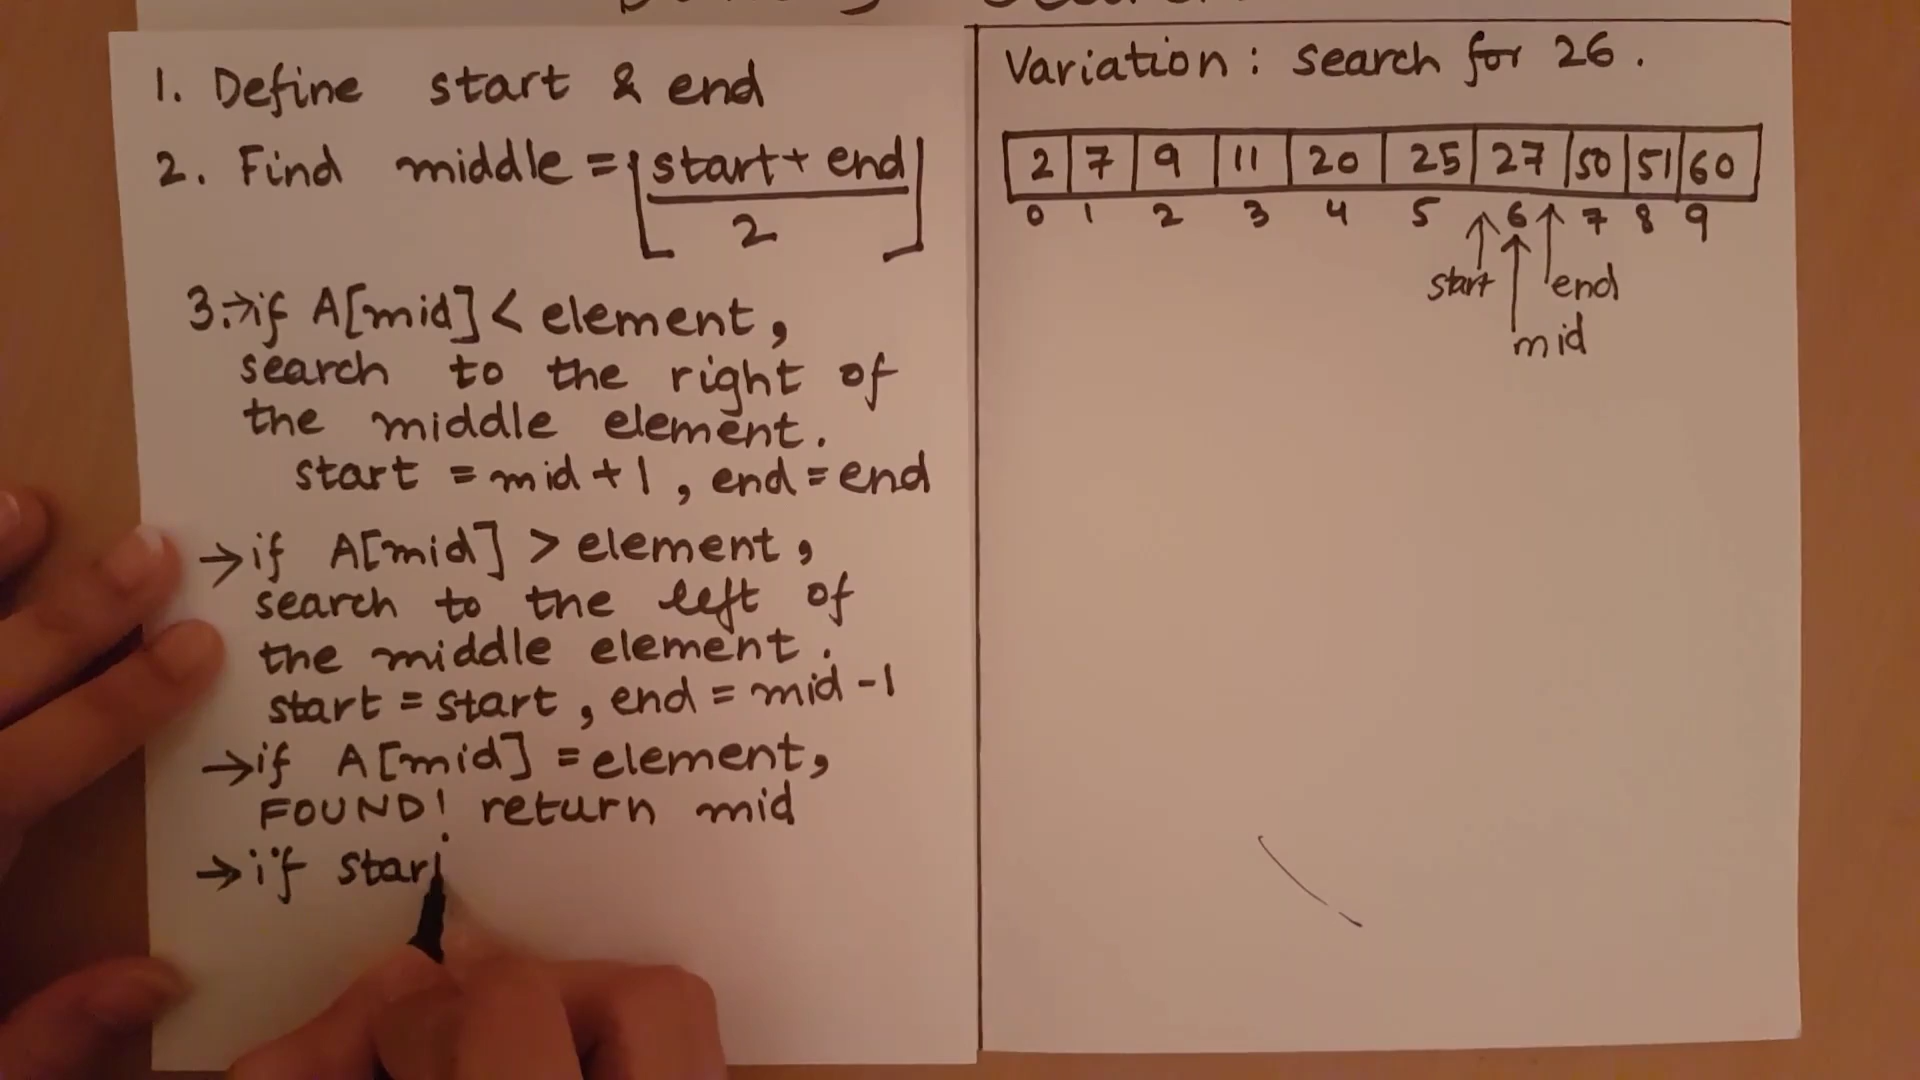 1. Define start & end
2. Find middle = ⌊start + end
2⌋
3.→if A[mid] < element,
search to the right of
the middle element.
start = mid + 1, end = end
→if A[mid] > element,
search to the left of
the middle element.
start = start, end = mid - 1
→if A[mid] = element,
FOUND! return mid
→if start
Variation : search for 26.
2 7 9 11 20 25 27 50 51 60
0 1 2 3 4 5 6 7 8 9
start end
mid